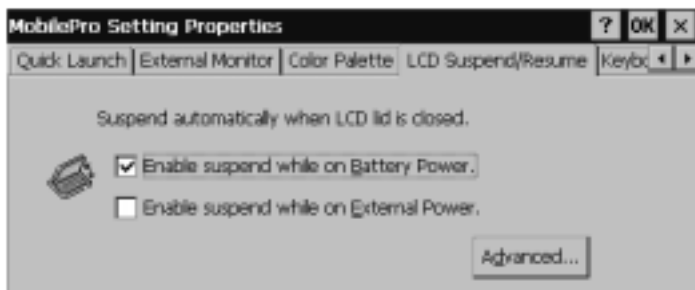 MobilePro Setting Properties ? OK ×
Quick Launch External Monitor Color Palette LCD Suspend/Resume
Suspend automatically when LCD lid is closed.
Enable suspend while on Battery Power.
Enable suspend while on External Power.
Advanced...